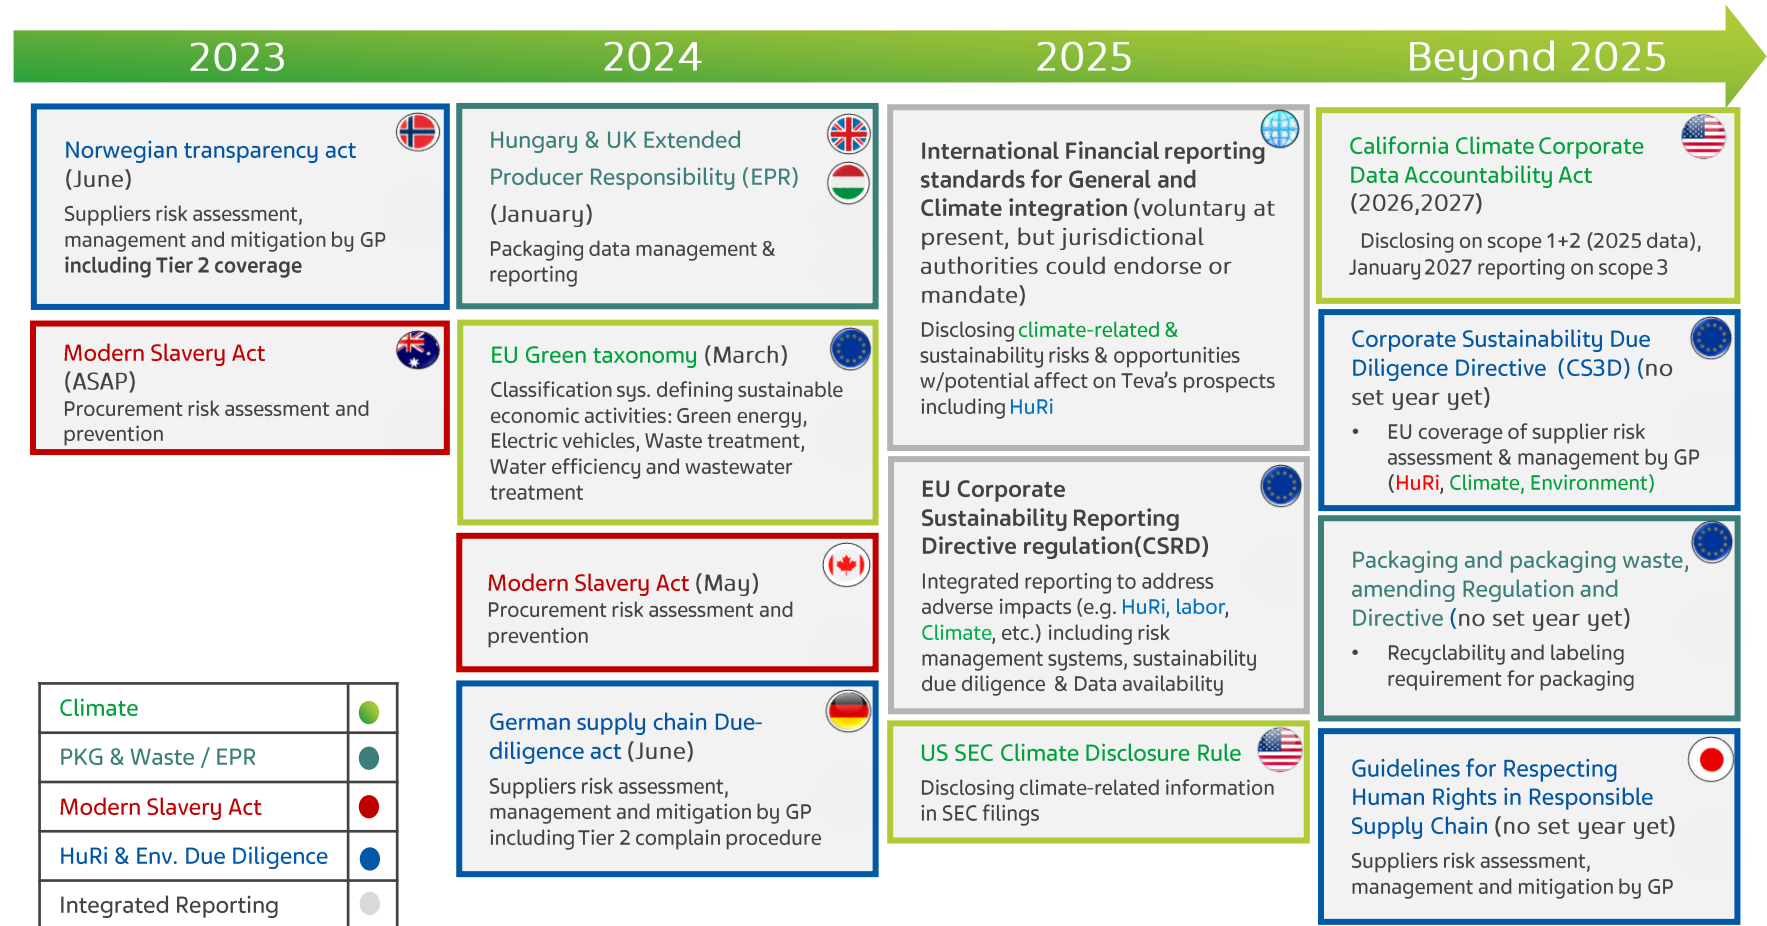 2023
2024
2025
Beyond 2025
Norwegian transparency act
(June)
Suppliers risk assessment,
management and mitigation by GP
including Tier 2 coverage
Modern Slavery Act
(ASAP)
Procurement risk assessment and
prevention
Hungary & UK Extended
Producer Responsibility (EPR)
(January)
Packaging data management &
reporting
EU Green taxonomy (March)
Classification sys. defining sustainable
economic activities: Green energy,
Electric vehicles, Waste treatment,
Water efficiency and wastewater
treatment
Modern Slavery Act (May)
Procurement risk assessment and
prevention
German supply chain Due-
diligence act (June)
Suppliers risk assessment,
management and mitigation by GP
including Tier 2 complain procedure
International Financial reporting
standards for General and
Climate integration (voluntary at
present, but jurisdictional
authorities could endorse or
mandate)
Disclosing climate-related &
sustainability risks & opportunities
w/potential affect on Teva's prospects
including HuRi
EU Corporate
Sustainability Reporting
Directive regulation(CSRD)
Integrated reporting to address
adverse impacts (e.g. HuRi, labor,
Climate, etc.) including risk
management systems, sustainability
due diligence & Data availability
US SEC Climate Disclosure Rule
Disclosing climate-related information
in SEC filings
California Climate Corporate
Data Accountability Act
(2026,2027)
Disclosing on scope 1+2 (2025 data),
January 2027 reporting on scope 3
Corporate Sustainability Due
Diligence Directive (CS3D) (no
set year yet)
• EU coverage of supplier risk
assessment & management by GP
(HuRi, Climate, Environment)
Packaging and packaging waste,
amending Regulation and
Directive (no set year yet)
• Recyclability and labeling
requirement for packaging
Guidelines for Respecting
Human Rights in Responsible
Supply Chain (no set year yet)
Suppliers risk assessment,
management and mitigation by GP
Climate
PKG & Waste / EPR
Modern Slavery Act
HuRi & Env. Due Diligence
Integrated Reporting